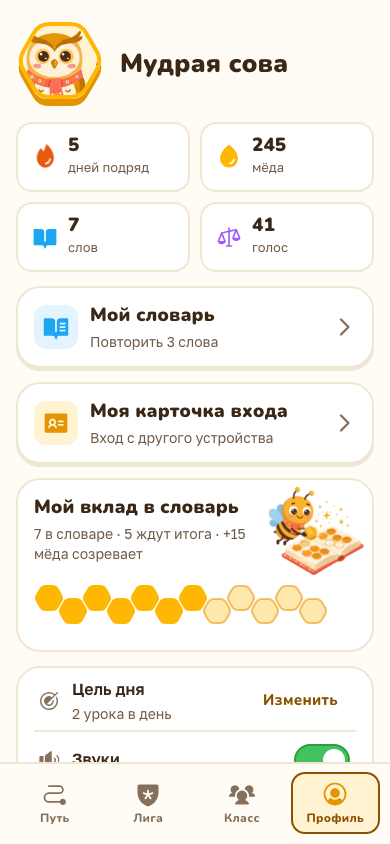 Мудрая сова
5
дней подряд
245
мёда
7
слов
41
голос
Мой словарь
Повторить 3 слова
Моя карточка входа
Вход с другого устройства
Мой вклад в словарь
7 в словаре · 5 ждут итога · +15
мёда созревает
Цель дня
2 урока в день
Изменить
Звуки
Путь
Лига
Класс
Профиль